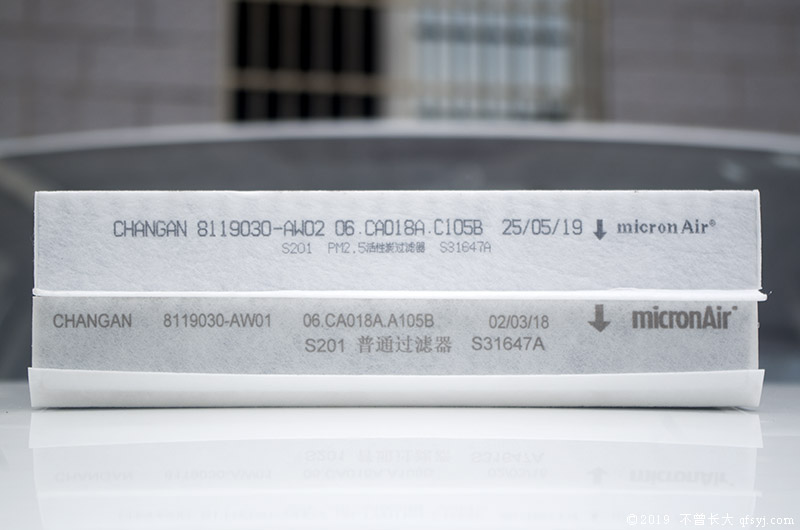 CHANGAN 8119030-AW02 06.CA018A.C105B 25/05/19 ↓ micronAir®
S201 PM2.5活性炭过滤器 S31647A
CHANGAN 8119030-AW01 06.CA018A.A105B 02/03/18 ↓ micronAir®
S201 普通过滤器 S31647A
©2019 不曾长大 qfsyj.com